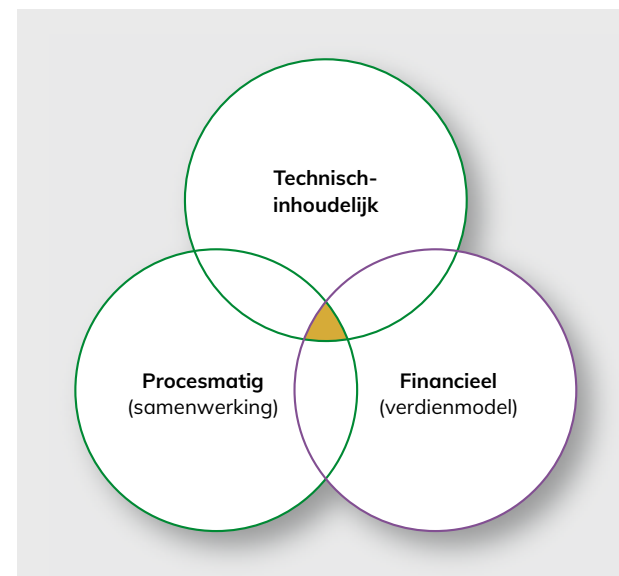 Technisch-
inhoudelijk
Procesmatig
(samenwerking)
Financieel
(verdienmodel)